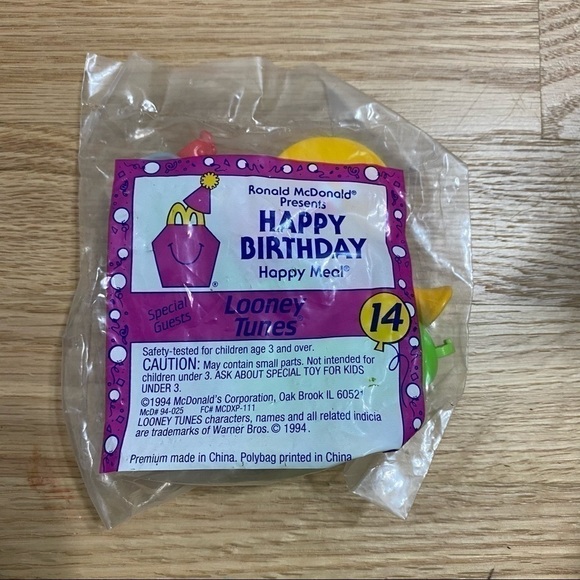 Ronald McDonald®
Presents
HAPPY
BIRTHDAY
Happy Meal®
®
Special
Guests
Looney
Tunes
14
Safety-tested for children age 3 and over.
CAUTION: May contain small parts. Not intended for
children under 3. ASK ABOUT SPECIAL TOY FOR KIDS
UNDER 3.
©1994 McDonald's Corporation, Oak Brook IL 60521
McD# 94-025 FC# MCDXP-111
LOONEY TUNES characters, names and all related indicia
are trademarks of Warner Bros. © 1994.
Premium made in China. Polybag printed in China.